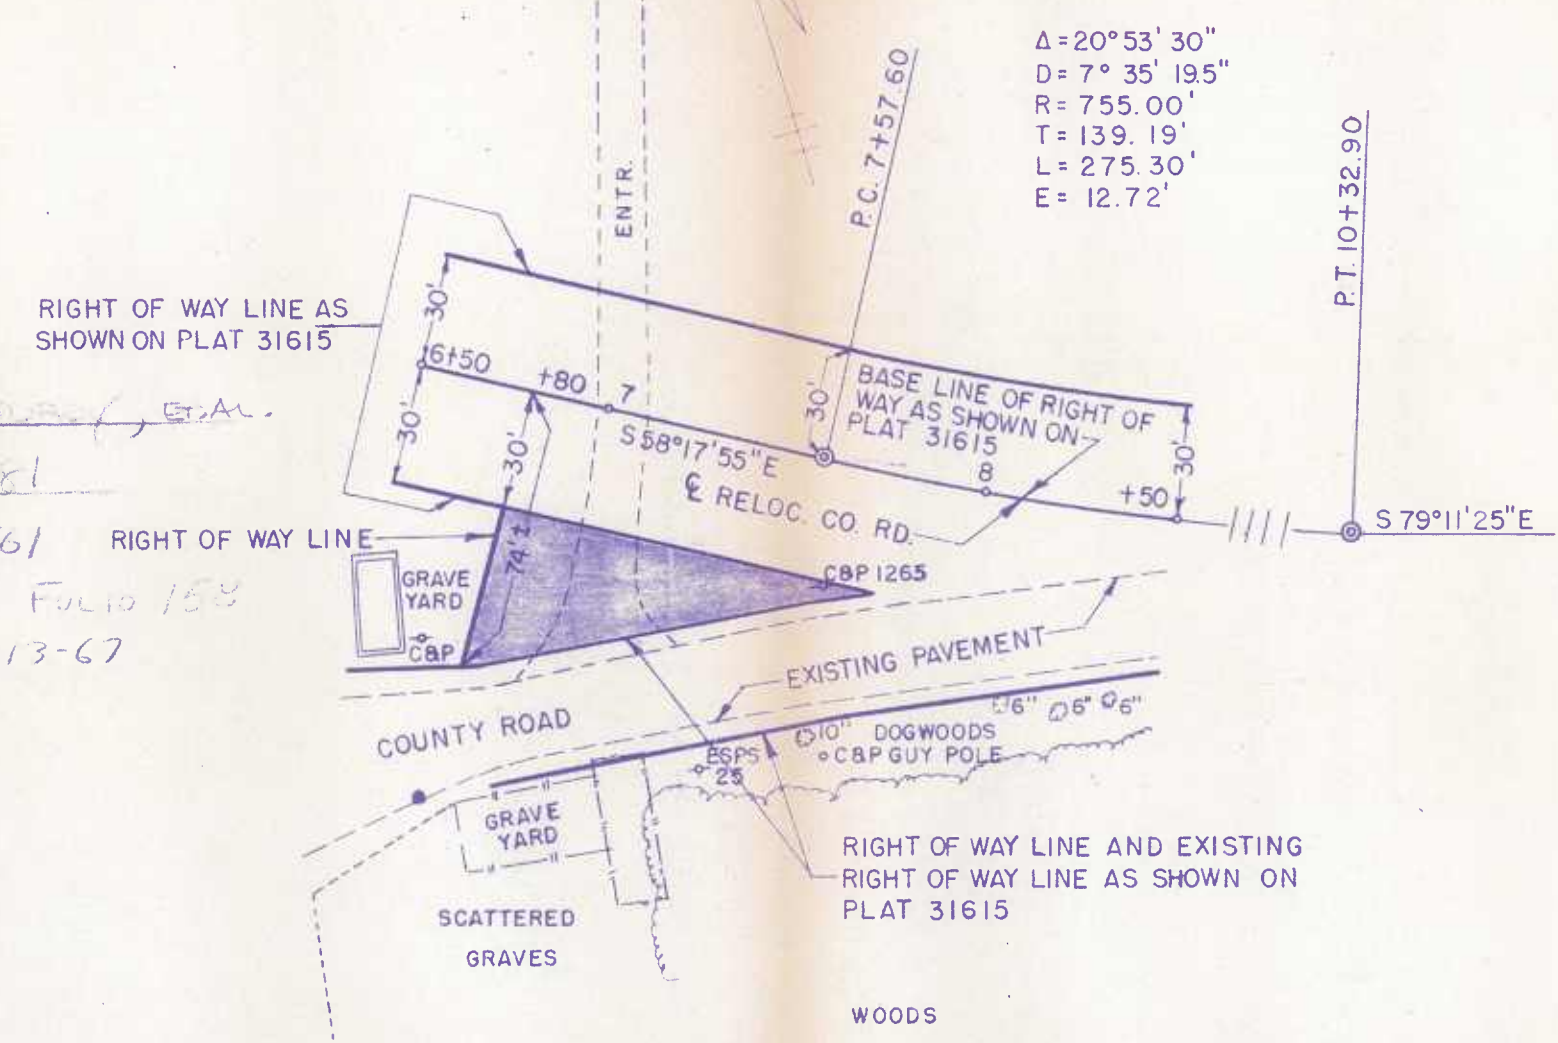 Δ = 20° 53' 30"
D = 7° 35' 19.5"
R = 755.00'
T = 139.19'
L = 275.30'
E = 12.72'
P.C. 7+57.60
P.T. 10+32.90
ENTR.
RIGHT OF WAY LINE AS
SHOWN ON PLAT 31615
30'
30'
6+50
+80
7
30'
30'
BASE LINE OF RIGHT OF
WAY AS SHOWN ON
PLAT 31615
30'
8
+50
S 58°17'55" E
℄ RELOC. CO. RD.
S 79°11'25" E
, ET AL.
61
RIGHT OF WAY LINE
74'±
GRAVE
YARD
C&P
C&P 1265
FOLIO 158
13-67
EXISTING PAVEMENT
COUNTY ROAD
6" 6" 6"
10"
DOGWOODS
C&P GUY POLE
ESPS
25
GRAVE
YARD
RIGHT OF WAY LINE AND EXISTING
RIGHT OF WAY LINE AS SHOWN ON
PLAT 31615
SCATTERED
GRAVES
WOODS